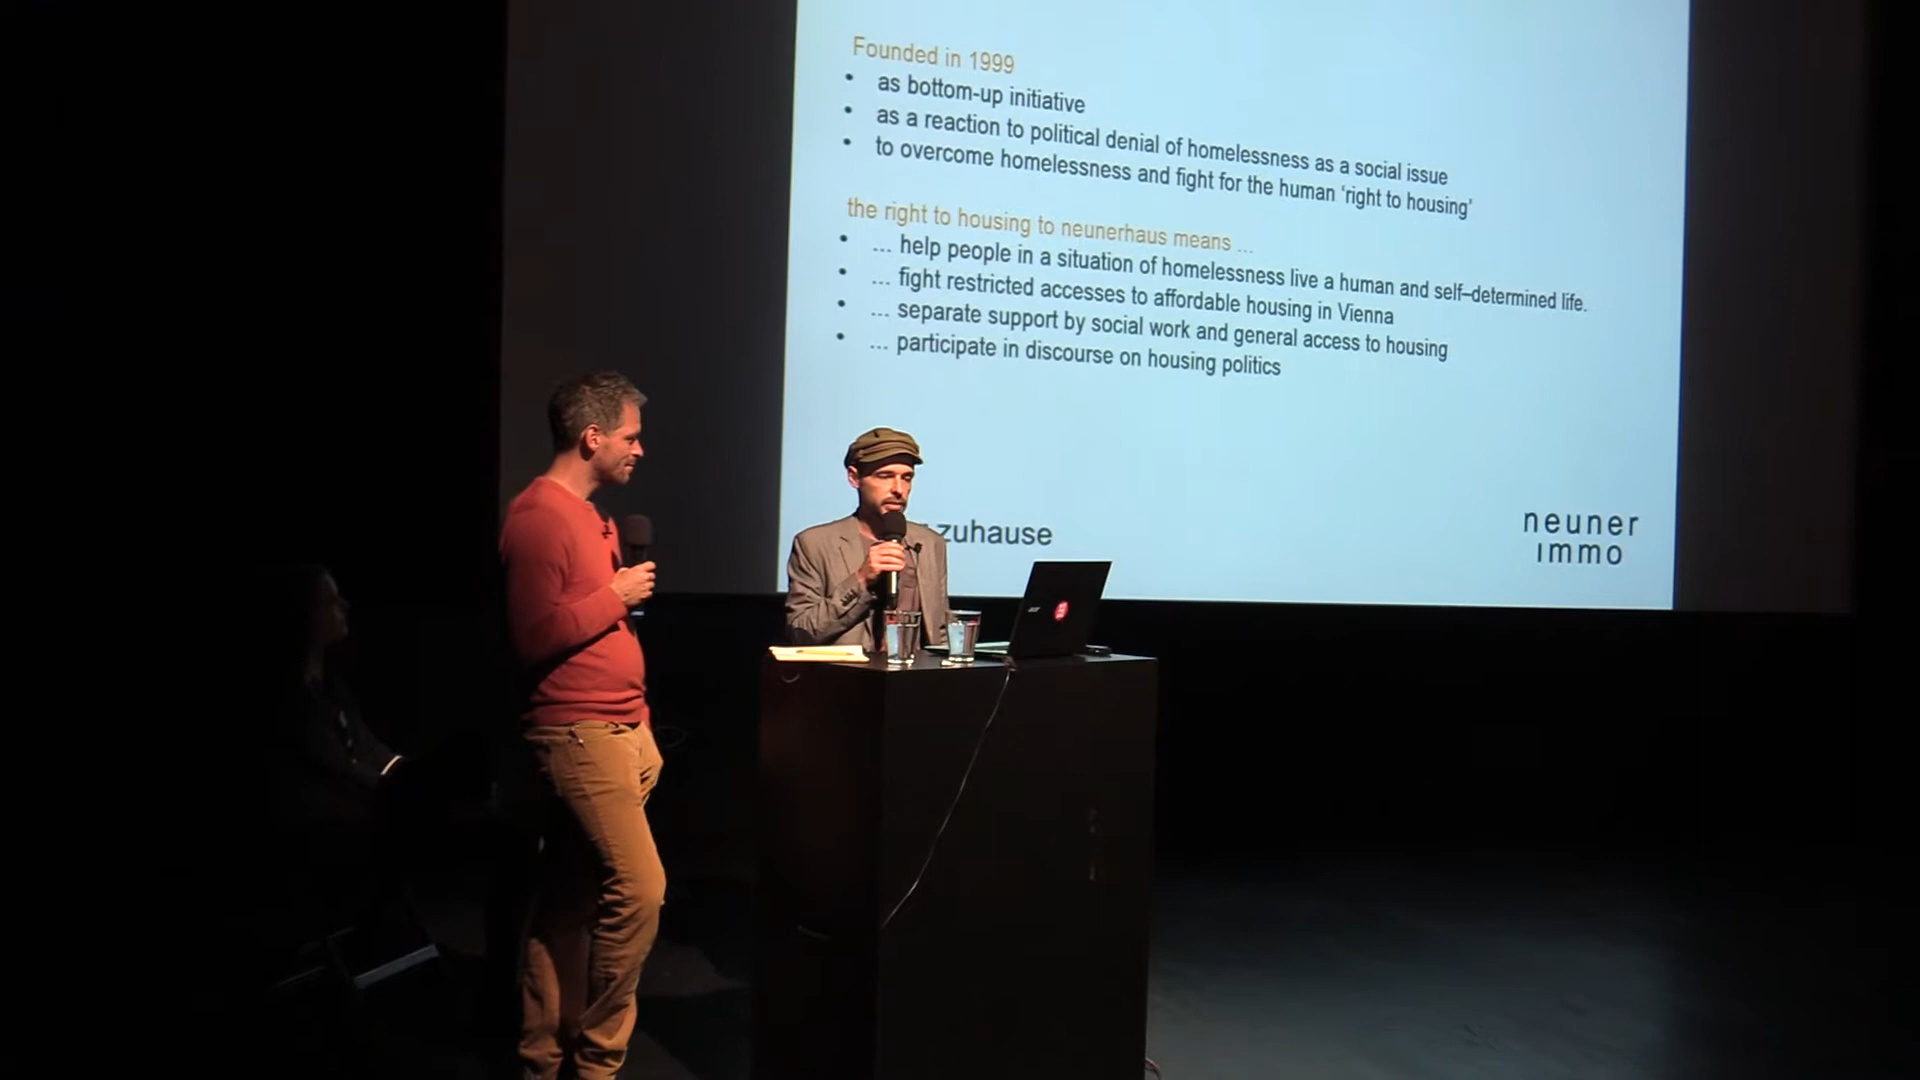 Founded in 1999
• as bottom-up initiative
• as a reaction to political denial of homelessness as a social issue
• to overcome homelessness and fight for the human ‘right to housing’
the right to housing to neunerhaus means ...
• ... help people in a situation of homelessness live a human and self–determined life.
• ... fight restricted accesses to affordable housing in Vienna
• ... separate support by social work and general access to housing
• ... participate in discourse on housing politics
zuhause
neuner
immo
acer